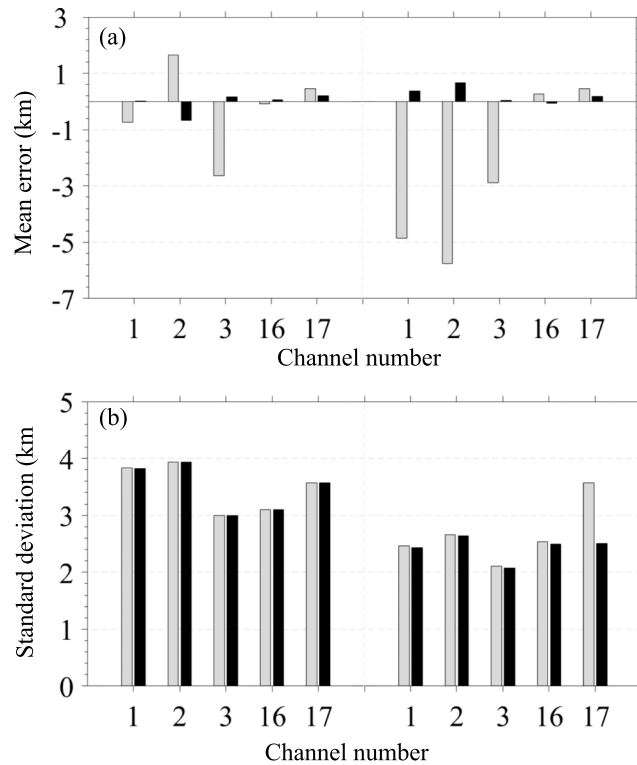 (a)
Mean error (km)
3
1
-1
-3
-5
-7
1 2 3 16 17 1 2 3 16 17
Channel number
(b)
Standard deviation (km
5
4
3
2
1
0
1 2 3 16 17 1 2 3 16 17
Channel number